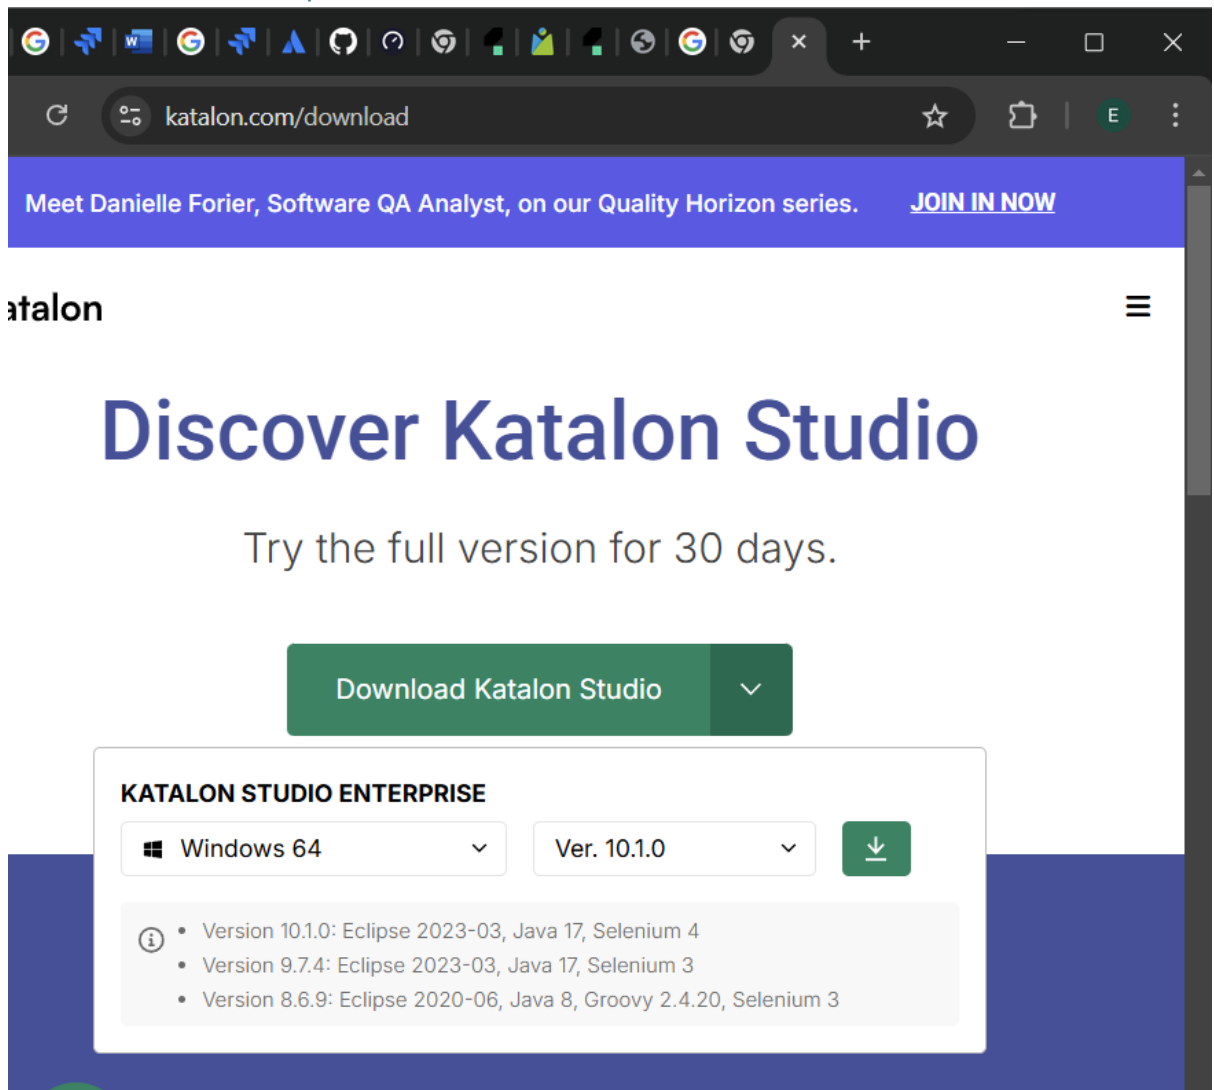 katalon.com/download
E
Meet Danielle Forier, Software QA Analyst, on our Quality Horizon series. JOIN IN NOW
atalon
Discover Katalon Studio
Try the full version for 30 days.
Download Katalon Studio
KATALON STUDIO ENTERPRISE
Windows 64 Ver. 10.1.0
Version 10.1.0: Eclipse 2023-03, Java 17, Selenium 4
Version 9.7.4: Eclipse 2023-03, Java 17, Selenium 3
Version 8.6.9: Eclipse 2020-06, Java 8, Groovy 2.4.20, Selenium 3